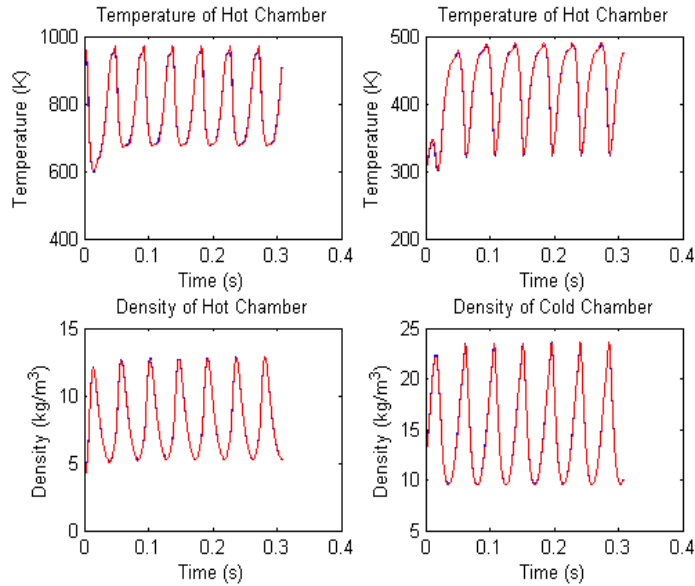 Temperature of Hot Chamber
1000
800
600
400
Temperature (K)
0 0.1 0.2 0.3 0.4
Time (s)
Temperature of Hot Chamber
500
400
300
200
Temperature (K)
0 0.1 0.2 0.3 0.4
Time (s)
Density of Hot Chamber
15
10
5
0
Density (kg/m³)
0 0.1 0.2 0.3 0.4
Time (s)
Density of Cold Chamber
25
20
15
10
5
Density (kg/m³)
0 0.1 0.2 0.3 0.4
Time (s)